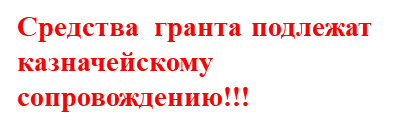 Средства гранта подлежат
казначейскому
сопровождению!!!